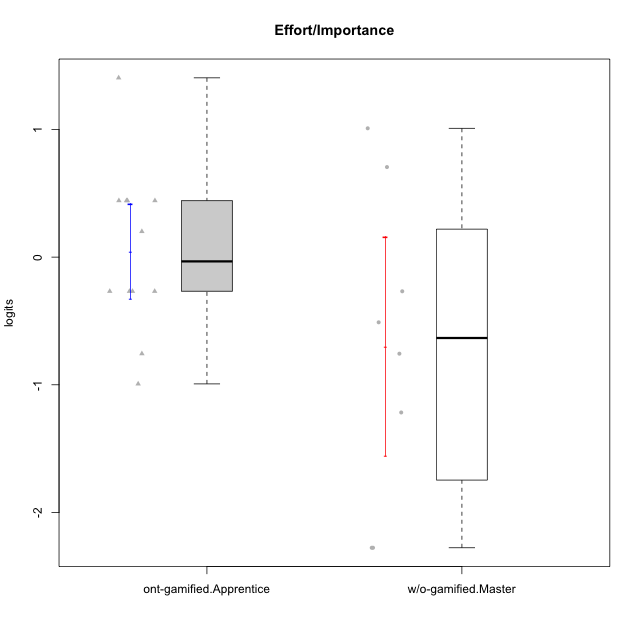 Effort/Importance
logits
1
0
-1
-2
ont-gamified.Apprentice
w/o-gamified.Master